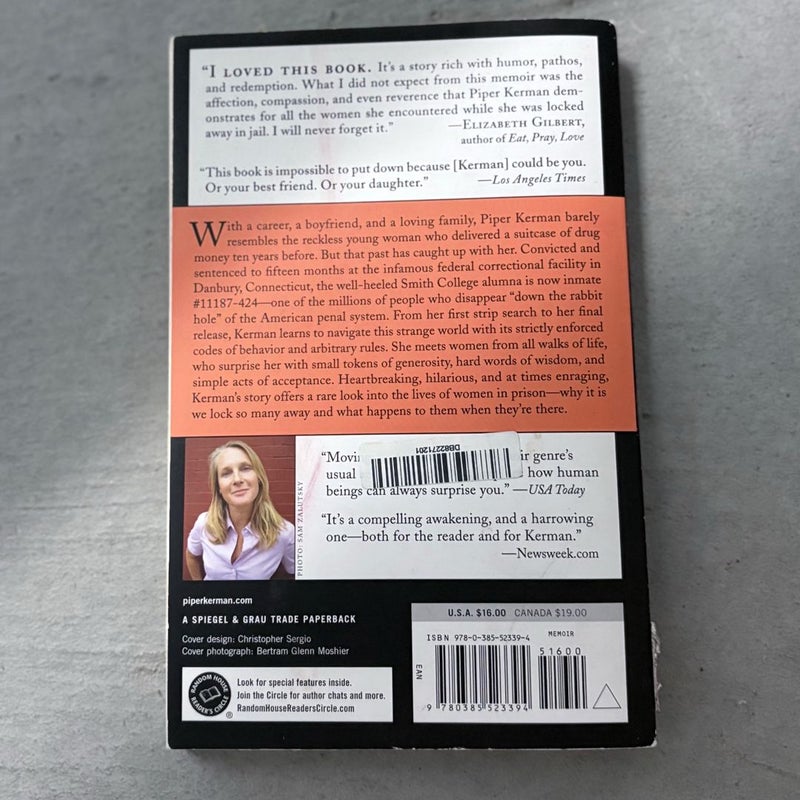 “I LOVED THIS BOOK. It’s a story rich with humor, pathos,
and redemption. What I did not expect from this memoir was the
affection, compassion, and even reverence that Piper Kerman dem-
onstrates for all the women she encountered while she was locked
away in jail. I will never forget it.” —ELIZABETH GILBERT,
author of Eat, Pray, Love
“This book is impossible to put down because [Kerman] could be you.
Or your best friend. Or your daughter.” —Los Angeles Times
With a career, a boyfriend, and a loving family, Piper Kerman barely
resembles the reckless young woman who delivered a suitcase of drug
money ten years before. But that past has caught up with her. Convicted and
sentenced to fifteen months at the infamous federal correctional facility in
Danbury, Connecticut, the well-heeled Smith College alumna is now inmate
#11187-424—one of the millions of people who disappear “down the rabbit
hole” of the American penal system. From her first strip search to her final
release, Kerman learns to navigate this strange world with its strictly enforced
codes of behavior and arbitrary rules. She meets women from all walks of life,
who surprise her with small tokens of generosity, hard words of wisdom, and
simple acts of acceptance. Heartbreaking, hilarious, and at times enraging,
Kerman’s story offers a rare look into the lives of women in prison—why it is
we lock so many away and what happens to them when they’re there.
“Movi ir genre’s
usual how human
beings can always surprise you.” —USA Today
DB82271201
“It’s a compelling awakening, and a harrowing
one—both for the reader and for Kerman.”
—Newsweek.com
PHOTO: SAM ZALUTSKY
piperkerman.com
A SPIEGEL & GRAU TRADE PAPERBACK
Cover design: Christopher Sergio
Cover photograph: Bertram Glenn Moshier
RANDOM HOUSE READER'S CIRCLE ®
Look for special features inside.
Join the Circle for author chats and more.
RandomHouseReadersCircle.com
U.S.A. $16.00 CANADA $19.00
ISBN 978-0-385-52339-4 MEMOIR
51600
EAN
9 780385 523394